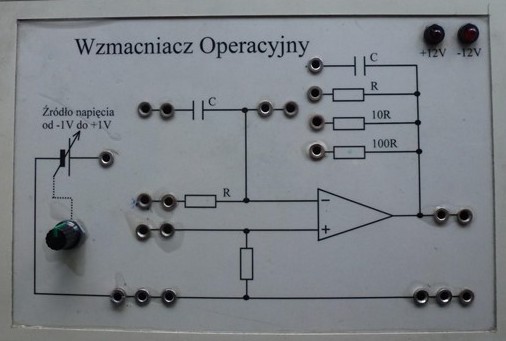 Wzmacniacz Operacyjny
+12V -12V
C
C
R
Źródło napięcia
od -1V do +1V
10R
100R
R
−
+